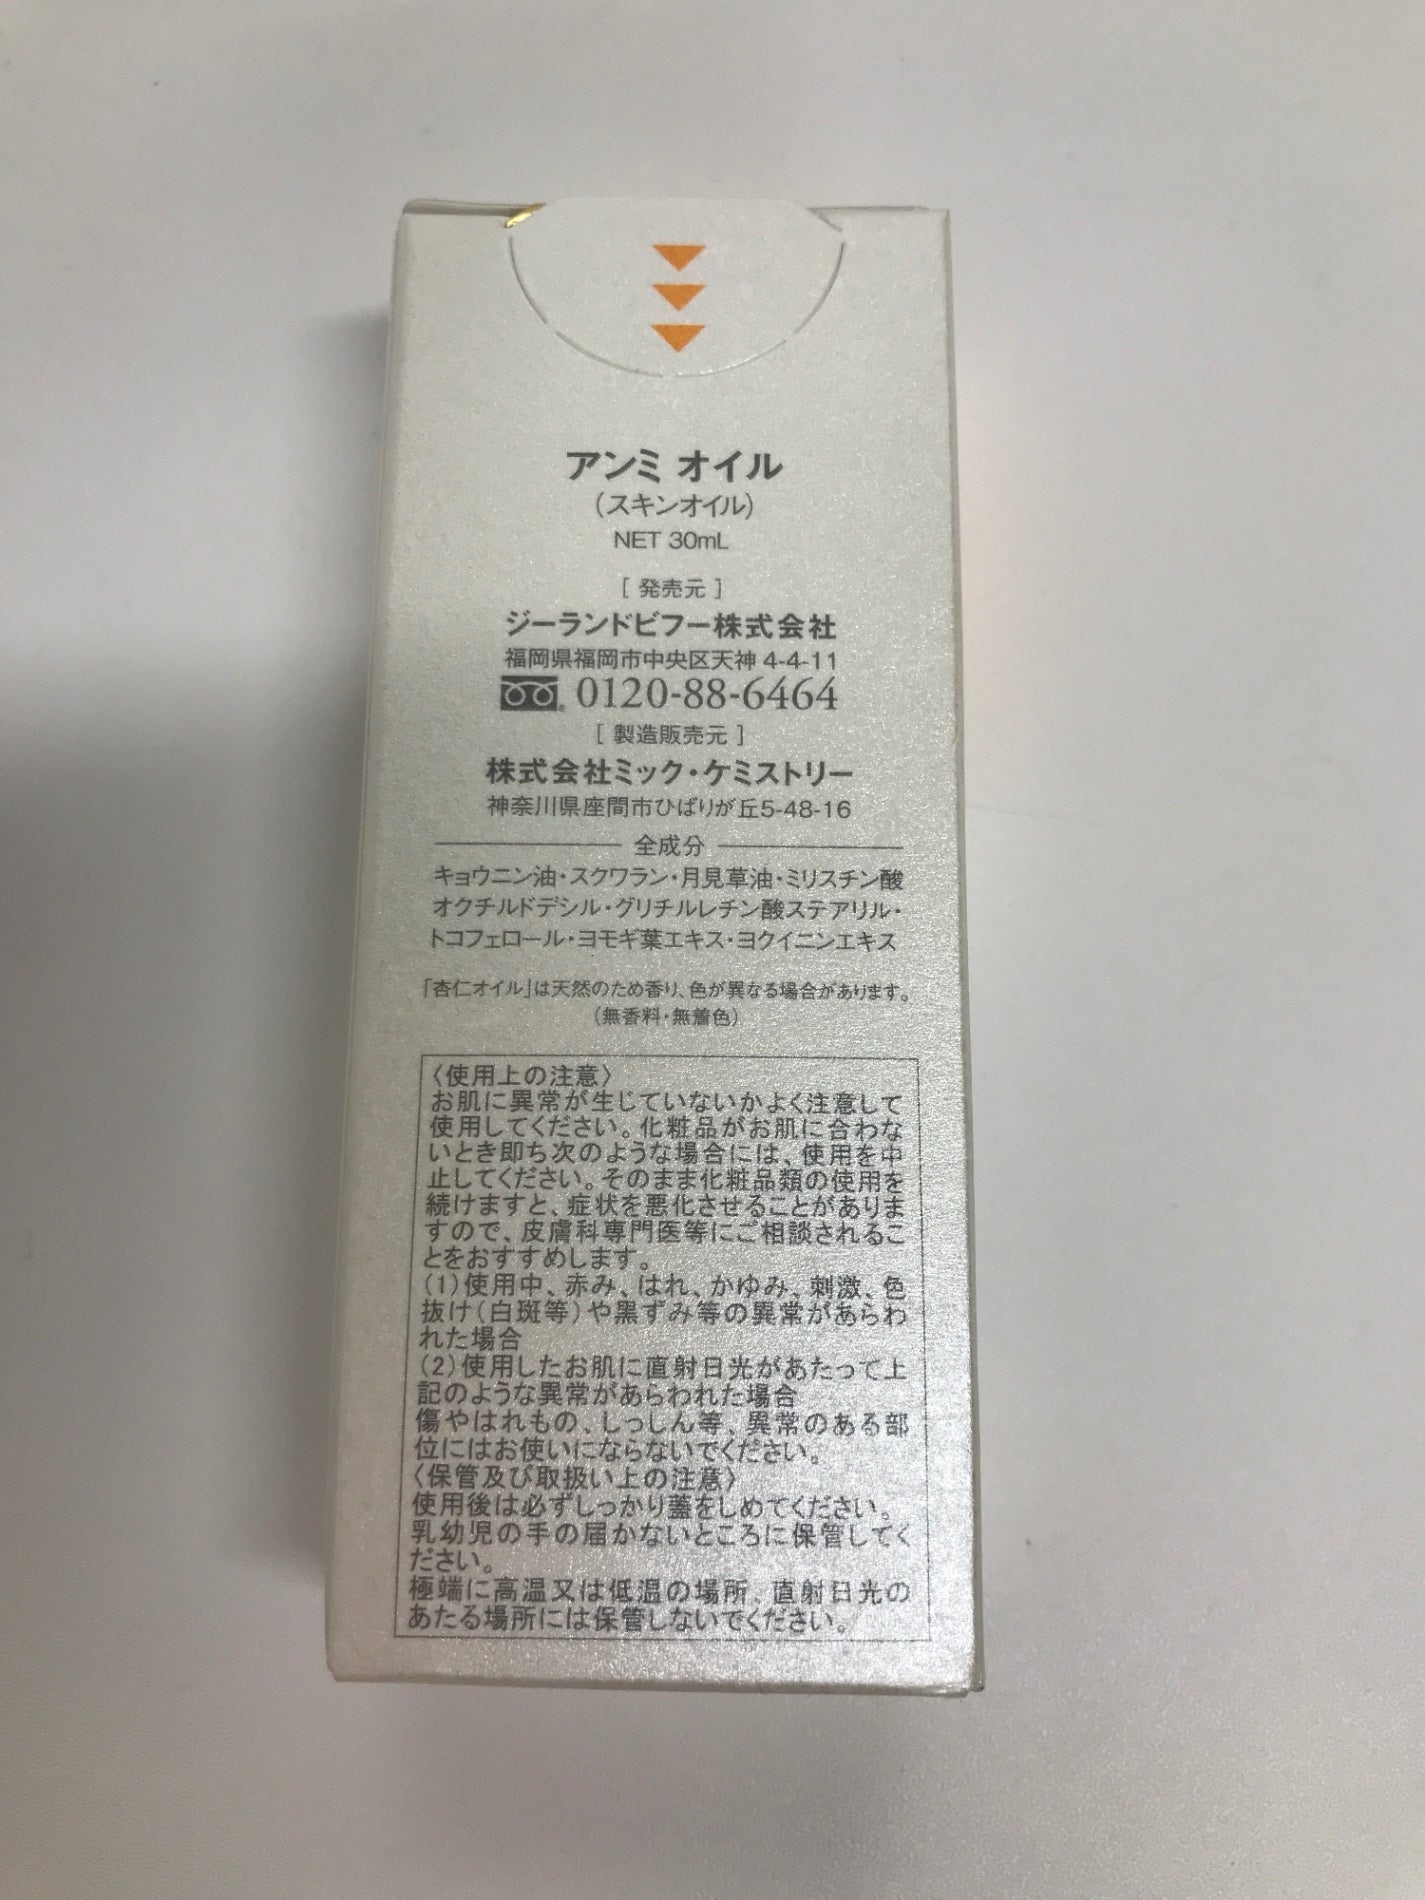 アンミ オイル
(スキンオイル)
NET 30mL
[ 発売元 ]
ジーランドビフー株式会社
福岡県福岡市中央区天神 4-4-11
0120-88-6464
[ 製造販売元 ]
株式会社ミック・ケミストリー
神奈川県座間市ひばりが丘5-48-16
全成分
キョウニン油・スクワラン・月見草油・ミリスチン酸
オクチルドデシル・グリチルレチン酸ステアリル・
トコフェロール・ヨモギ葉エキス・ヨクイニンエキス
「杏仁オイル」は天然のため香り、色が異なる場合があります。
(無香料・無着色)
〈使用上の注意〉
お肌に異常が生じていないかよく注意して
使用してください。化粧品がお肌に合わな
いとき即ち次のような場合には、使用を中
止してください。そのまま化粧品類の使用を
続けますと、症状を悪化させることがありま
すので、皮膚科専門医等にご相談されるこ
とをおすすめします。
(1)使用中、赤み、はれ、かゆみ、刺激、色
抜け(白斑等)や黒ずみ等の異常があらわ
れた場合
(2)使用したお肌に直射日光があたって上
記のような異常があらわれた場合
傷やはれもの、しっしん等、異常のある部
位にはお使いにならないでください。
〈保管及び取扱い上の注意〉
使用後は必ずしっかり蓋をしめてください。
乳幼児の手の届かないところに保管してく
ださい。
極端に高温又は低温の場所、直射日光の
あたる場所には保管しないでください。